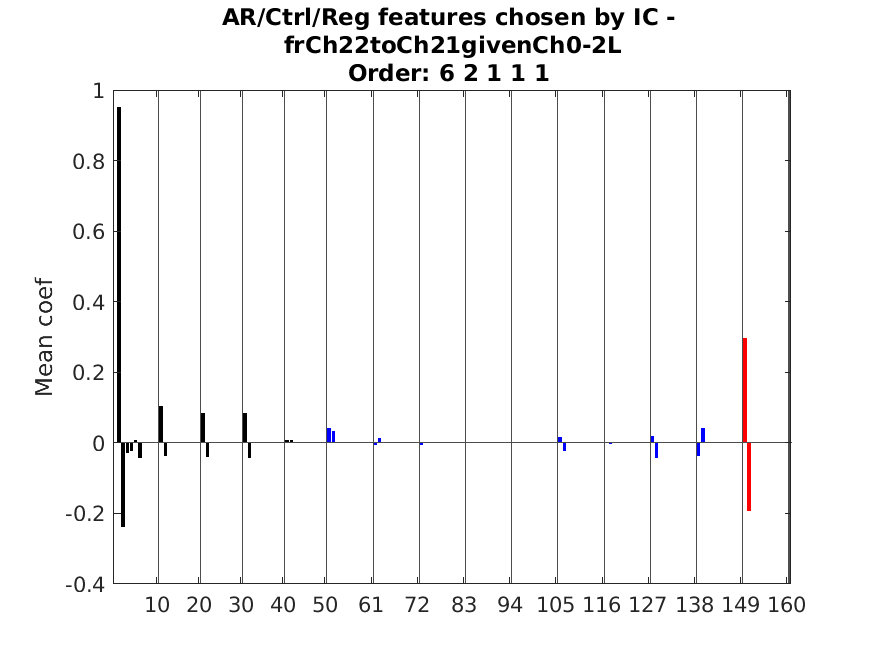 AR/Ctrl/Reg features chosen by IC -
frCh22toCh21givenCh0-2L
Order: 6 2 1 1 1
1
0.8
0.6
0.4
0.2
0
-0.2
-0.4
Mean coef
10 20 30 40 50 61 72 83 94 105 116 127 138 149 160